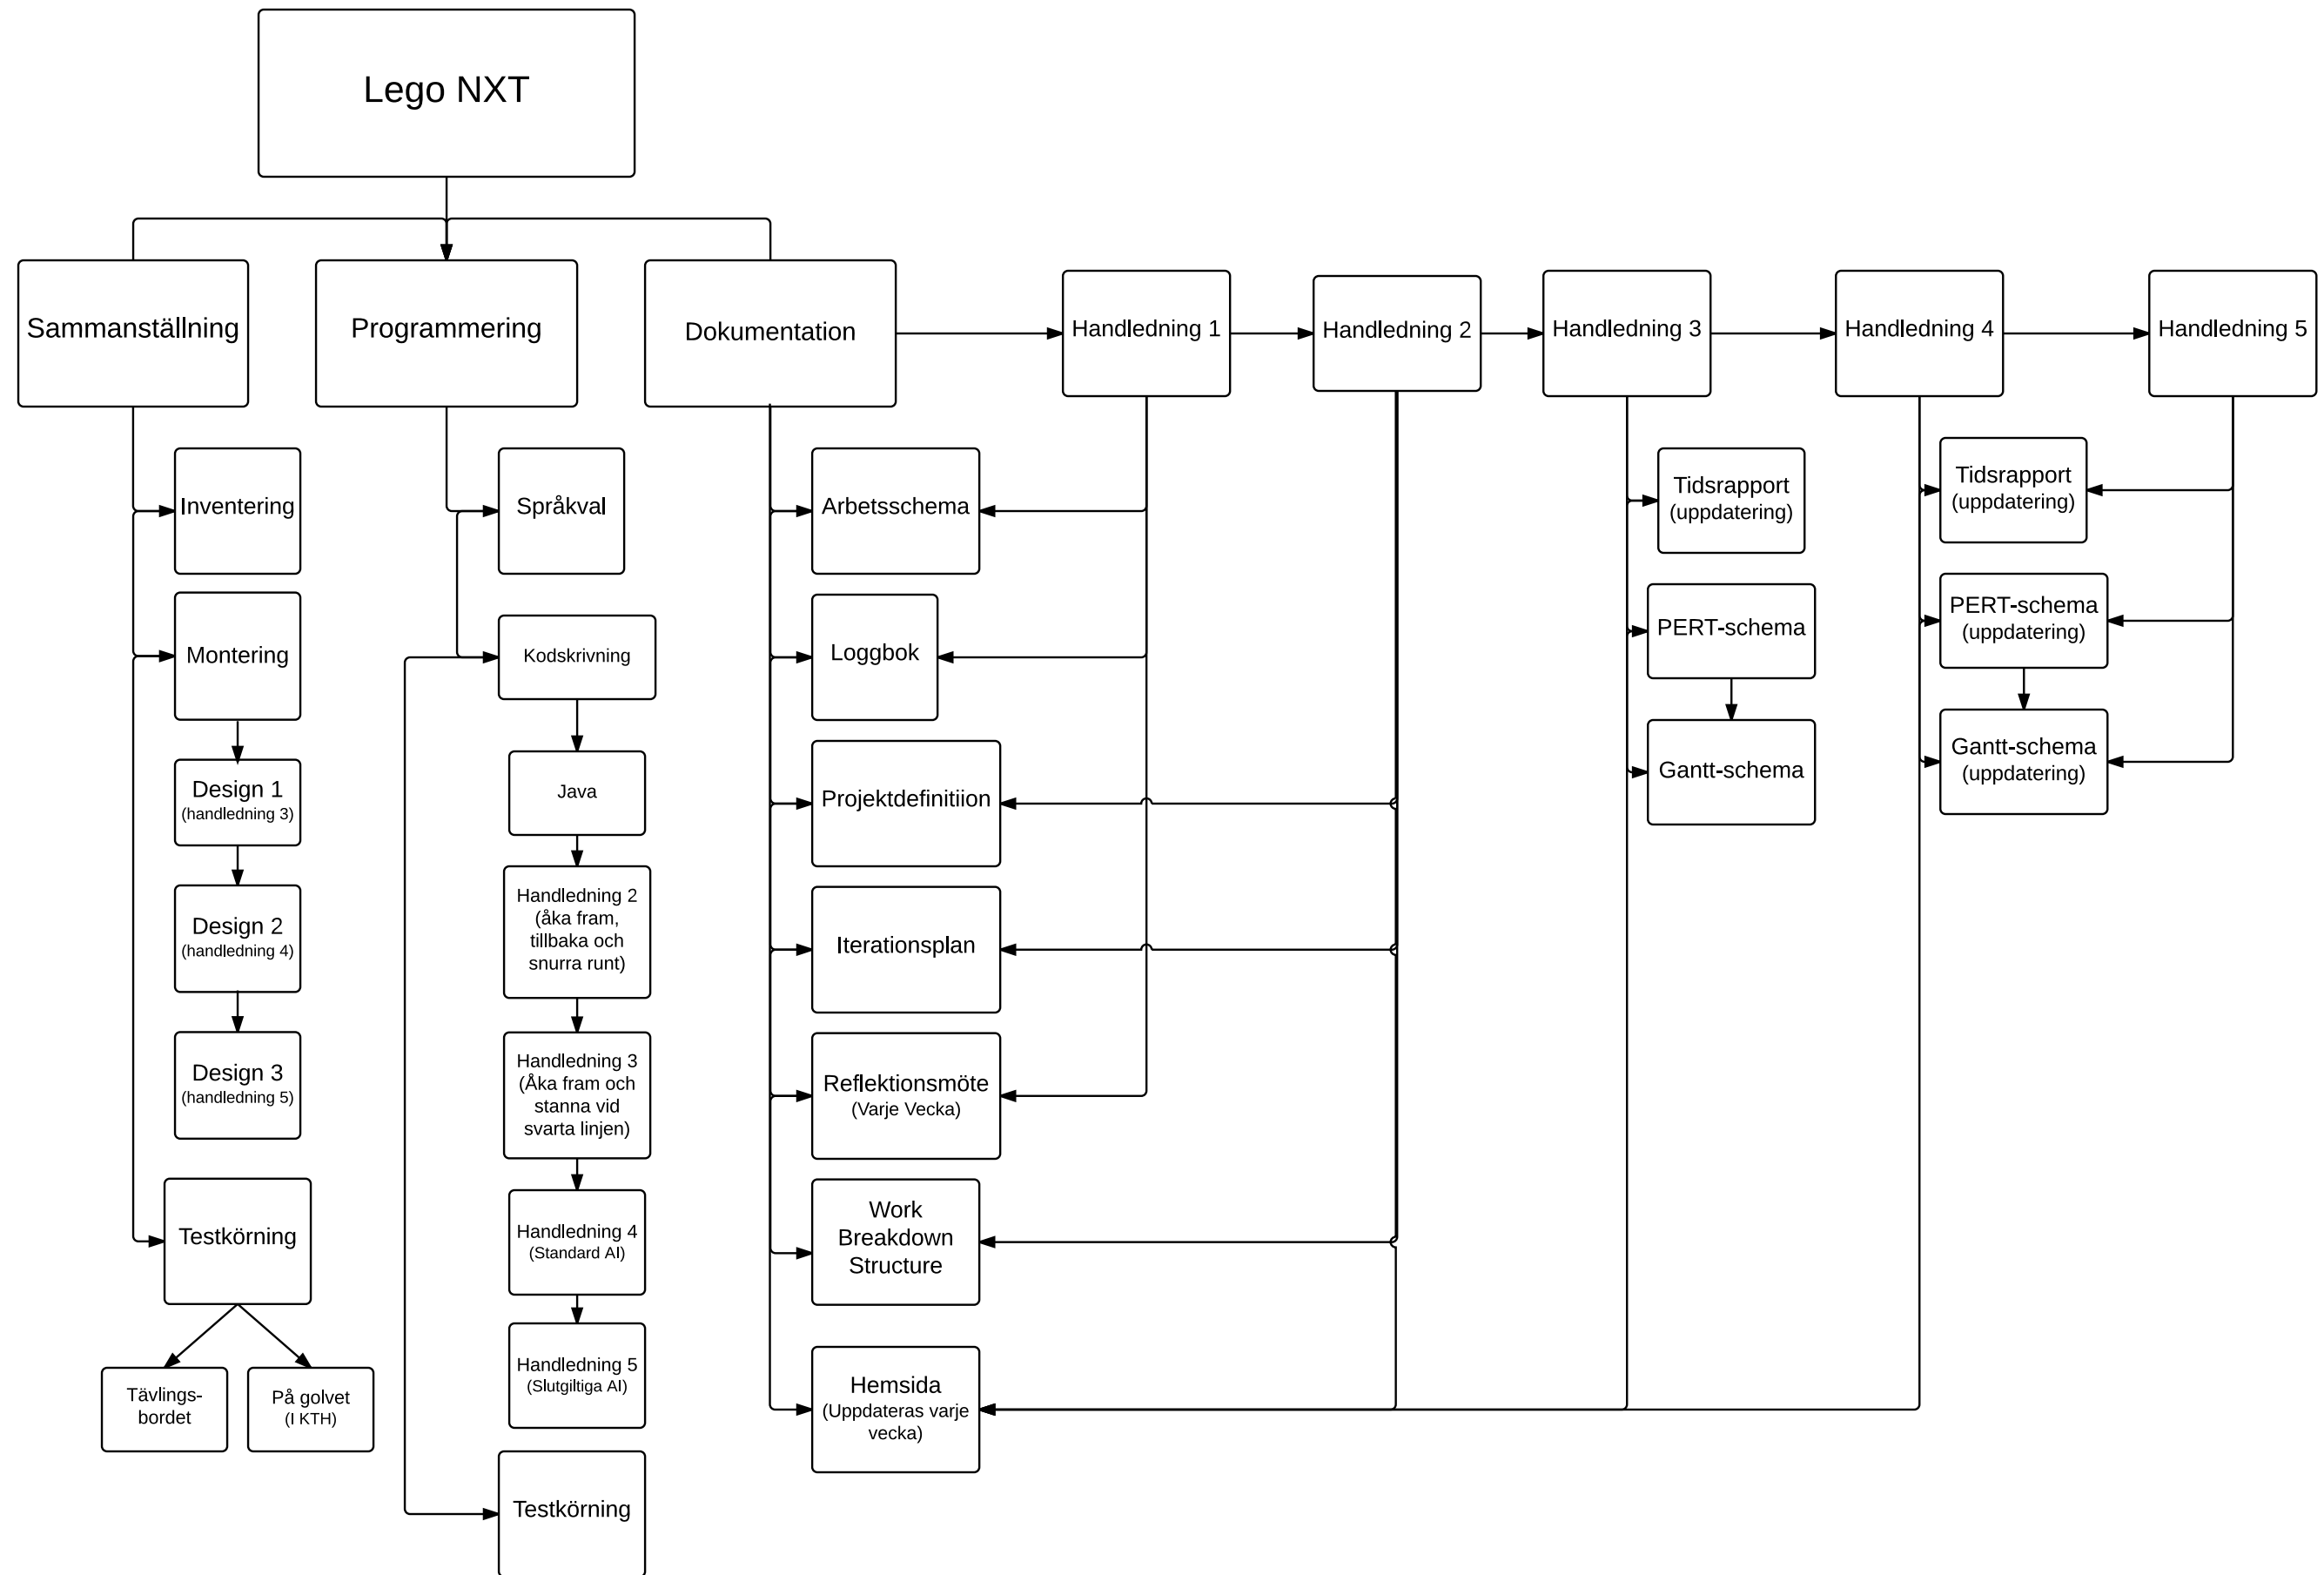 Lego NXT
Sammanställning
Programmering
Dokumentation
Handledning 1
Handledning 2
Handledning 3
Handledning 4
Handledning 5
Inventering
Montering
Design 1
(handledning 3)
Design 2
(handledning 4)
Design 3
(handledning 5)
Testkörning
Tävlings-
bordet
På golvet
(I KTH)
Språkval
Kodskrivning
Java
Handledning 2
(åka fram,
tillbaka och
snurra runt)
Handledning 3
(Åka fram och
stanna vid
svarta linjen)
Handledning 4
(Standard AI)
Handledning 5
(Slutgiltiga AI)
Testkörning
Arbetsschema
Loggbok
Projektdefinitiion
Iterationsplan
Reflektionsmöte
(Varje Vecka)
Work
Breakdown
Structure
Hemsida
(Uppdateras varje
vecka)
Tidsrapport
(uppdatering)
PERT-schema
Gantt-schema
Tidsrapport
(uppdatering)
PERT-schema
(uppdatering)
Gantt-schema
(uppdatering)